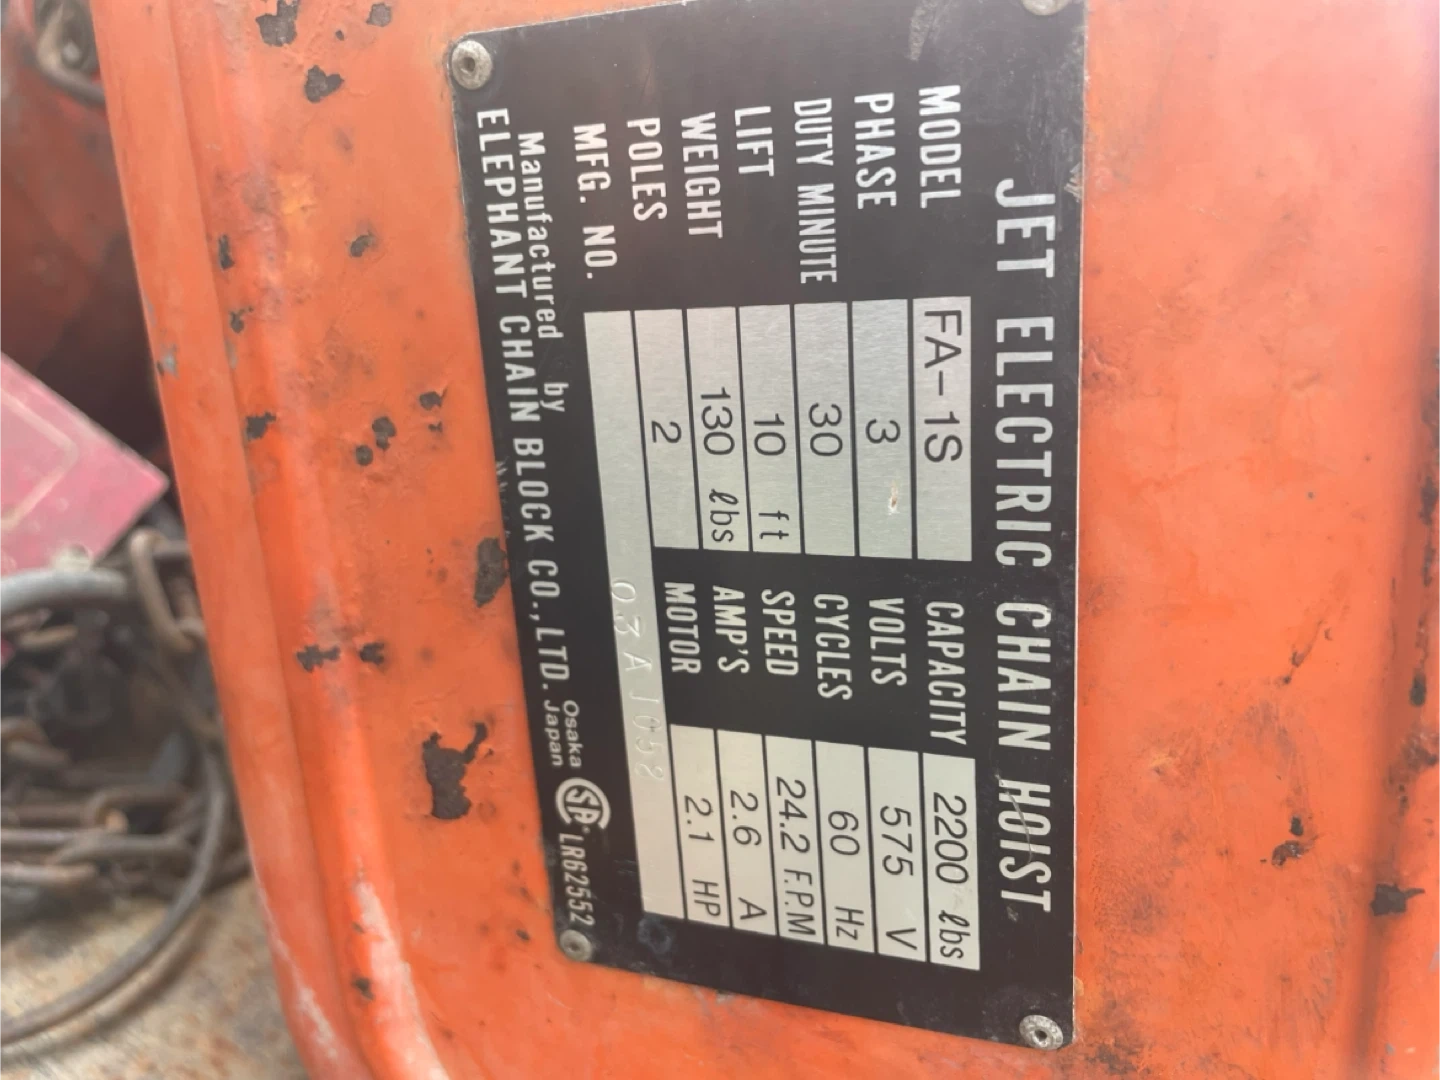 JET ELECTRIC CHAIN HOIST
MODEL FA-1S CAPACITY 2200 lbs
PHASE 3 VOLTS 575 V
DUTY MINUTE 30 CYCLES 60 Hz
LIFT 10 ft SPEED 24.2 F.P.M
WEIGHT 130 lbs AMP'S 2.6 A
POLES 2 MOTOR 2.1 HP
MFG. NO. 03A1058
Manufactured by
ELEPHANT CHAIN BLOCK CO., LTD. Osaka Japan SA LR62552